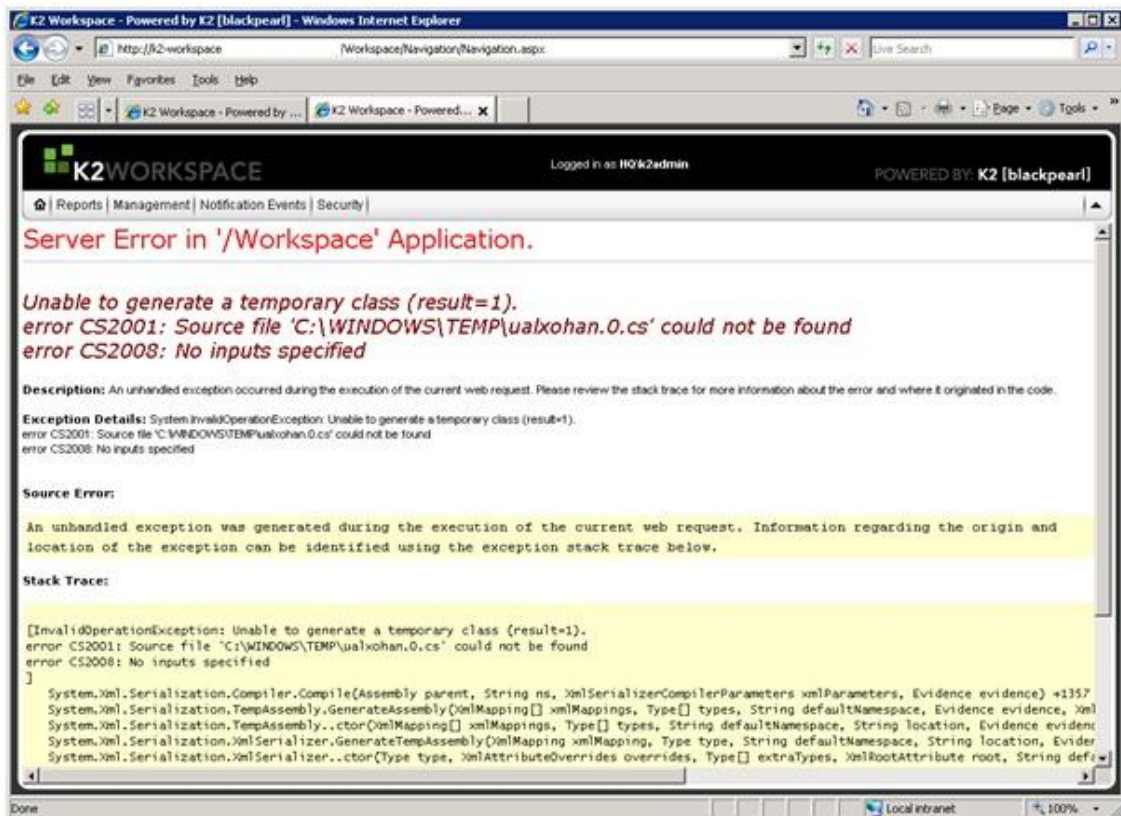 K2 Workspace - Powered by K2 [blackpearl] - Windows Internet Explorer
http://k2-workspace /Workspace/Navigation/Navigation.aspx
Live Search
File Edit View Favorites Tools Help
K2 Workspace - Powered by ... K2 Workspace - Powered... X
Page Tools
K2WORKSPACE
Logged in as HQ\k2admin
POWERED BY: K2 [blackpearl]
Reports | Management | Notification Events | Security |
Server Error in '/Workspace' Application.
Unable to generate a temporary class (result=1).
error CS2001: Source file 'C:\WINDOWS\TEMP\ualxohan.0.cs' could not be found
error CS2008: No inputs specified
Description: An unhandled exception occurred during the execution of the current web request. Please review the stack trace for more information about the error and where it originated in the code.
Exception Details: System.InvalidOperationException: Unable to generate a temporary class (result=1).
error CS2001: Source file 'C:\WINDOWS\TEMP\ualxohan.0.cs' could not be found
error CS2008: No inputs specified
Source Error:
An unhandled exception was generated during the execution of the current web request. Information regarding the origin and
location of the exception can be identified using the exception stack trace below.
Stack Trace:
[InvalidOperationException: Unable to generate a temporary class (result=1).
error CS2001: Source file 'C:\WINDOWS\TEMP\ualxohan.0.cs' could not be found
error CS2008: No inputs specified
]
System.Xml.Serialization.Compiler.Compile(Assembly parent, String ns, XmlSerializerCompilerParameters xmlParameters, Evidence evidence) +1357
System.Xml.Serialization.TempAssembly.GenerateAssembly(XmlMapping[] xmlMappings, Type[] types, String defaultNamespace, Evidence evidence, Xml
System.Xml.Serialization.TempAssembly..ctor(XmlMapping[] xmlMappings, Type[] types, String defaultNamespace, String location, Evidence evidenc
System.Xml.Serialization.XmlSerializer.GenerateTempAssembly(XmlMapping xmlMapping, Type type, String defaultNamespace, String location, Eviden
System.Xml.Serialization.XmlSerializer..ctor(Type type, XmlAttributeOverrides overrides, Type[] extraTypes, XmlRootAttribute root, String defa
Done
Local intranet
100%